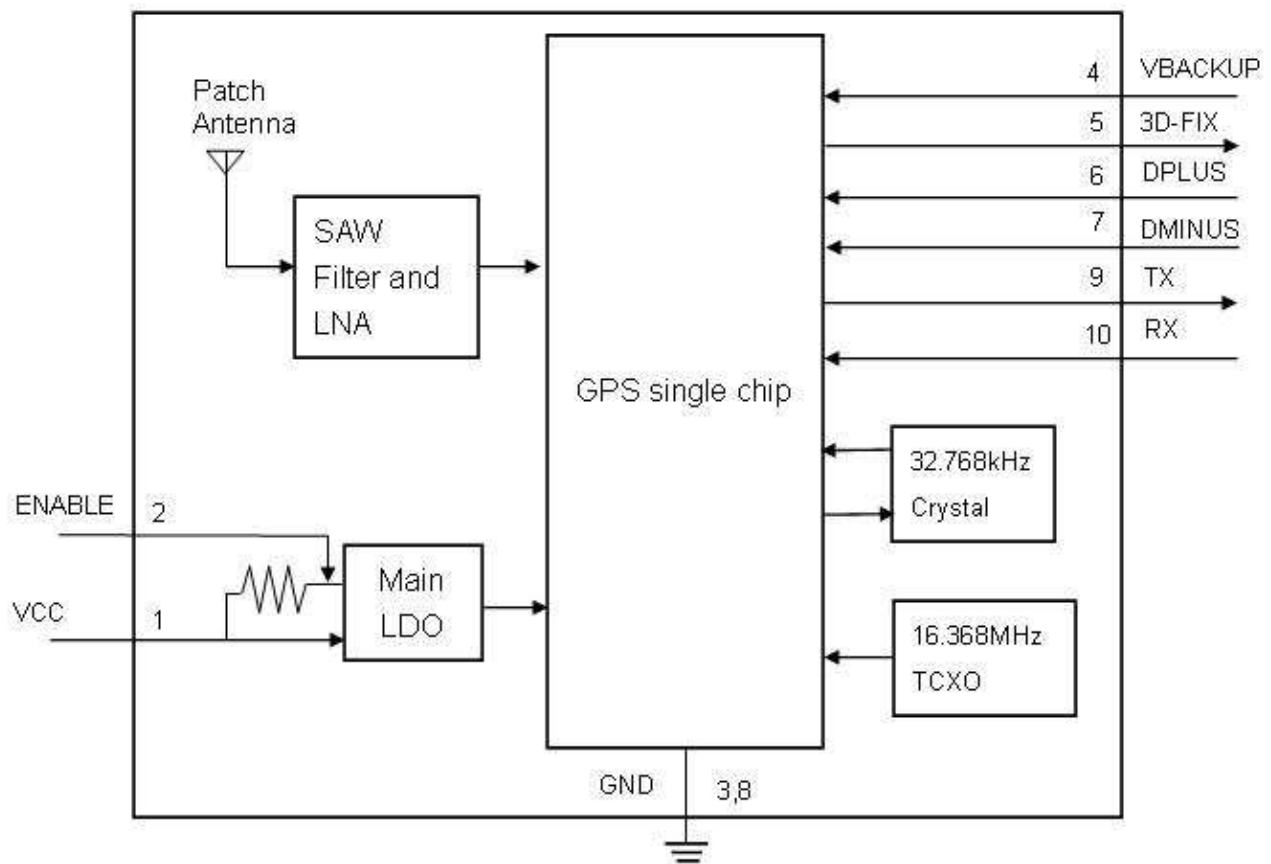 Patch
Antenna
SAW
Filter and
LNA
GPS single chip
4 VBACKUP
5 3D-FIX
6 DPLUS
7 DMINUS
9 TX
10 RX
32.768kHz
Crystal
16.368MHz
TCXO
ENABLE 2
VCC 1
Main
LDO
GND 3,8